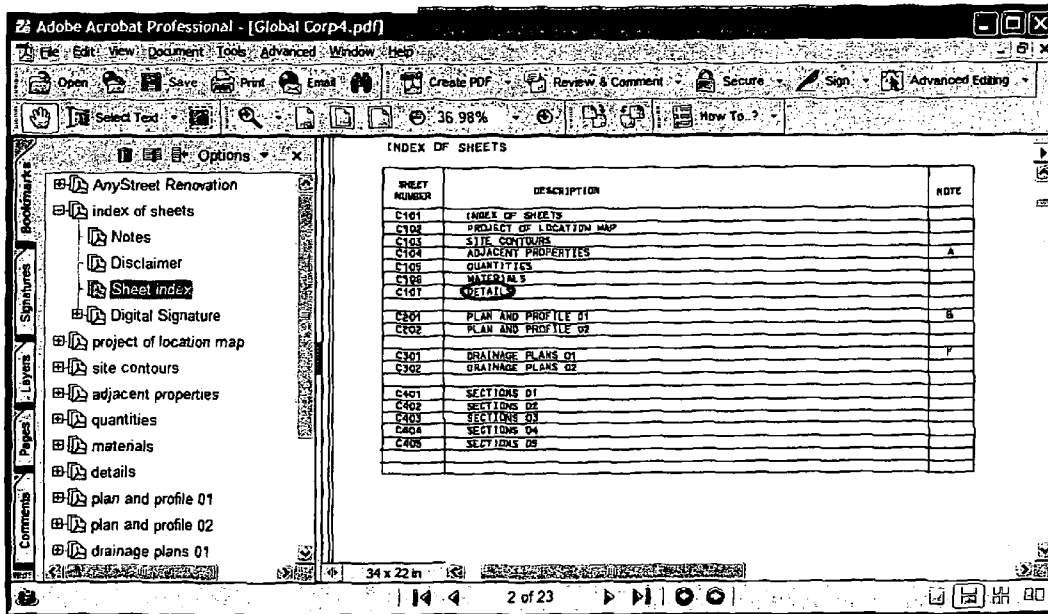 Adobe Acrobat Professional - [Global Corp4.pdf]
File Edit View Document Tools Advanced Window Help
Open Save Print Email Create PDF Review & Comment Secure Sign Advanced Editing
Select Text 36.98% How To..?
Options
Bookmarks
Signatures
Layers
Pages
Comments
AnyStreet Renovation
index of sheets
Notes
Disclaimer
Sheet index
Digital Signature
project of location map
site contours
adjacent properties
quantities
materials
details
plan and profile 01
plan and profile 02
drainage plans 01
INDEX OF SHEETS
SHEET NUMBER DESCRIPTION NOTE
C101 INDEX OF SHEETS
C102 PROJECT OF LOCATION MAP
C103 SITE CONTOURS
C104 ADJACENT PROPERTIES A
C105 QUANTITIES
C106 MATERIALS
C107 DETAILS
C201 PLAN AND PROFILE 01 B
C202 PLAN AND PROFILE 02
C301 DRAINAGE PLANS 01 F
C302 DRAINAGE PLANS 02
C401 SECTIONS 01
C402 SECTIONS 02
C403 SECTIONS 03
C404 SECTIONS 04
C405 SECTIONS 05
34 x 22 in
2 of 23